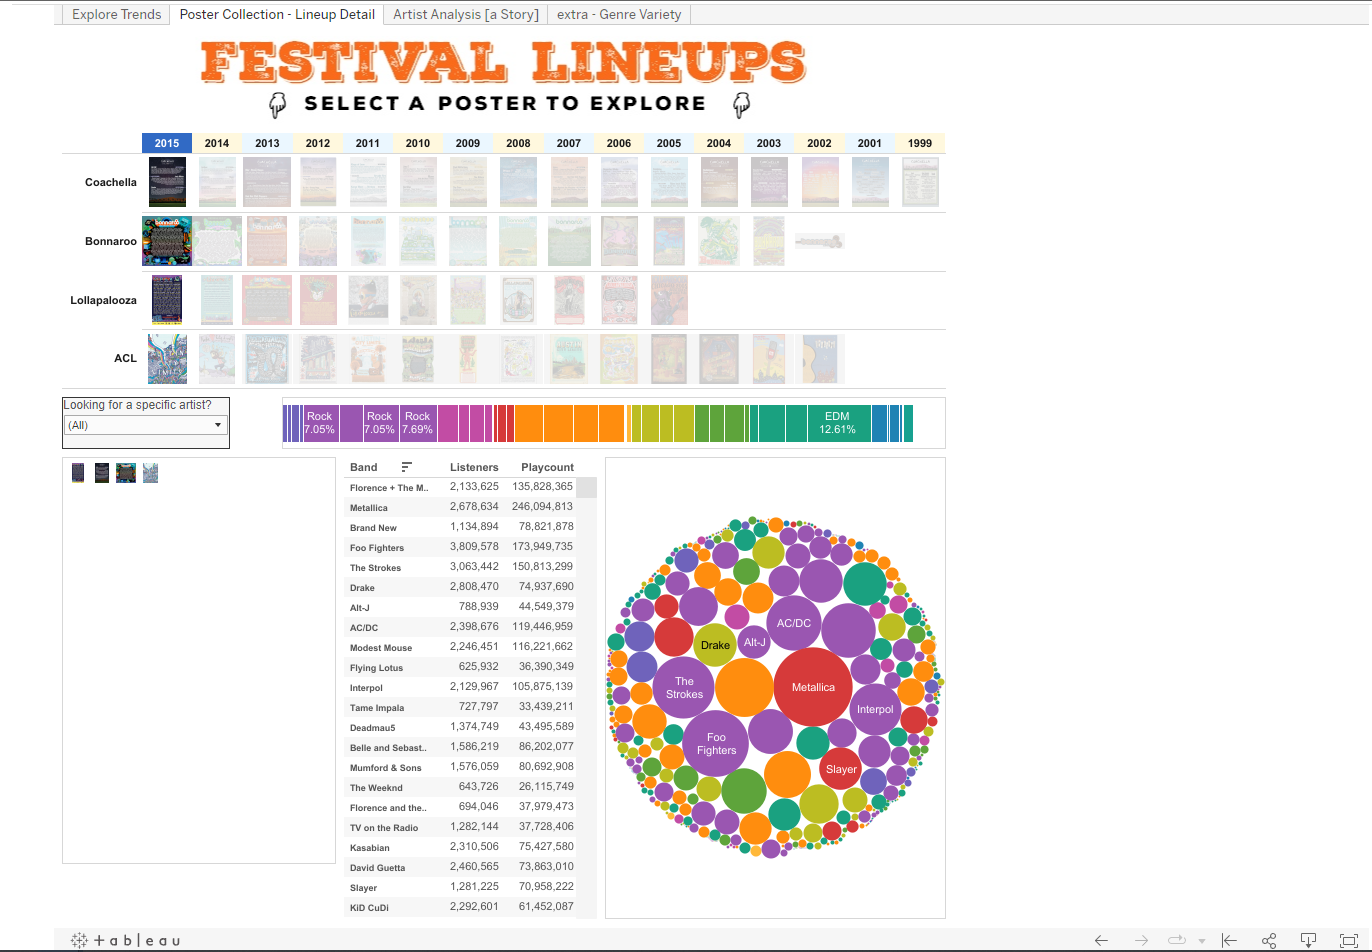 Explore Trends
Poster Collection - Lineup Detail
Artist Analysis [a Story]
extra - Genre Variety
FESTIVAL LINEUPS
SELECT A POSTER TO EXPLORE
2015 2014 2013 2012 2011 2010 2009 2008 2007 2006 2005 2004 2003 2002 2001 1999
Coachella
Bonnaroo
Lollapalooza
ACL
Looking for a specific artist?
(All)
Rock Rock Rock EDM
7.05% 7.05% 7.69% 12.61%
Band Listeners Playcount
Florence + The M.. 2,133,625 135,828,365
Metallica 2,678,634 246,094,813
Brand New 1,134,894 78,821,878
Foo Fighters 3,809,578 173,949,735
The Strokes 3,063,442 150,813,299
Drake 2,808,470 74,937,690
Alt-J 788,939 44,549,379
AC/DC 2,398,676 119,446,959
Modest Mouse 2,246,451 116,221,662
Flying Lotus 625,932 36,390,349
Interpol 2,129,967 105,875,139
Tame Impala 727,797 33,439,211
Deadmau5 1,374,749 43,495,589
Belle and Sebast.. 1,586,219 86,202,077
Mumford & Sons 1,576,059 80,692,908
The Weeknd 643,726 26,115,749
Florence and the.. 694,046 37,979,473
TV on the Radio 1,282,144 37,728,406
Kasabian 2,310,506 75,427,580
David Guetta 2,460,565 73,863,010
Slayer 1,281,225 70,958,222
KiD CuDi 2,292,601 61,452,087
AC/DC
Drake
Alt-J
The
Strokes
Metallica
Interpol
Foo
Fighters
Slayer
+ableau